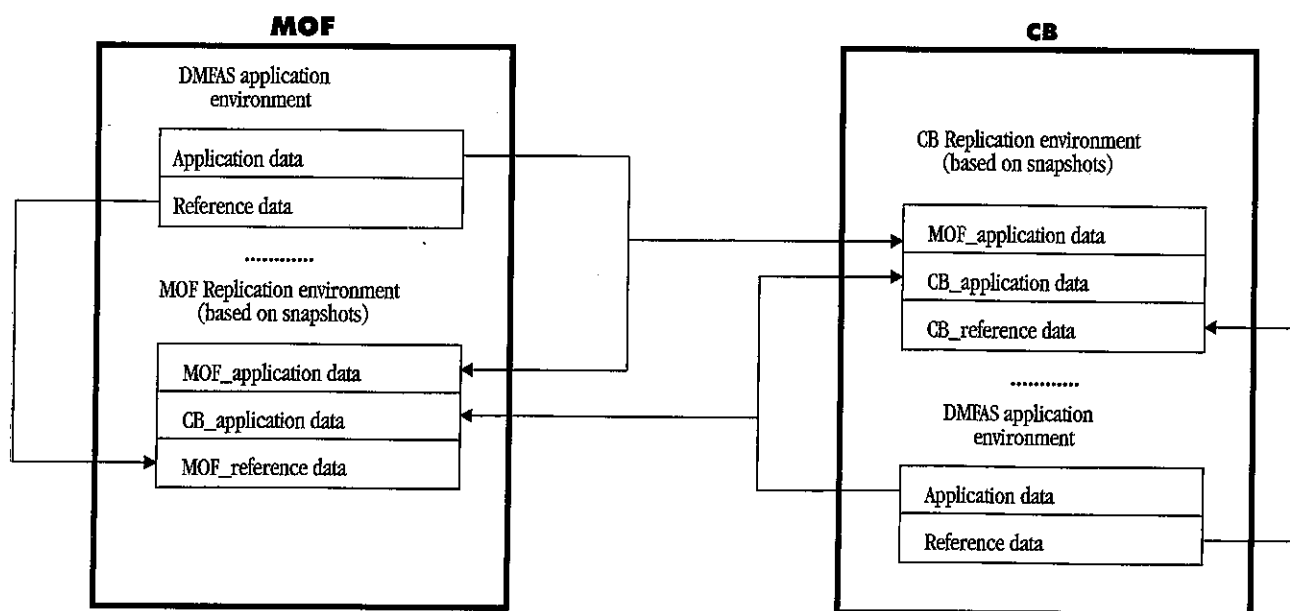 MOF
DMFAS application
environment
Application data
Reference data
MOF Replication environment
(based on snapshots)
MOF_application data
CB_application data
MOF_reference data
CB
CB Replication environment
(based on snapshots)
MOF_application data
CB_application data
CB_reference data
DMFAS application
environment
Application data
Reference data